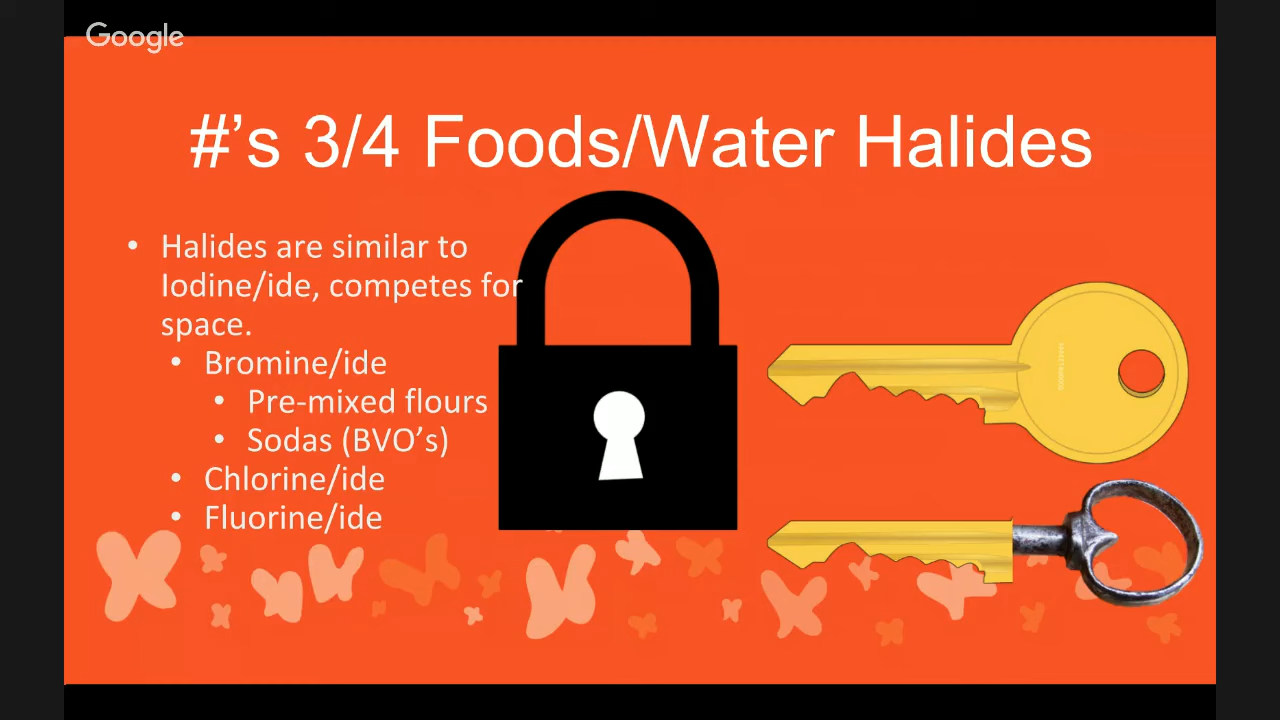 Google
#'s 3/4 Foods/Water Halides
• Halides are similar to
Iodine/ide, competes for
space.
• Bromine/ide
• Pre-mixed flours
• Sodas (BVO's)
• Chlorine/ide
• Fluorine/ide